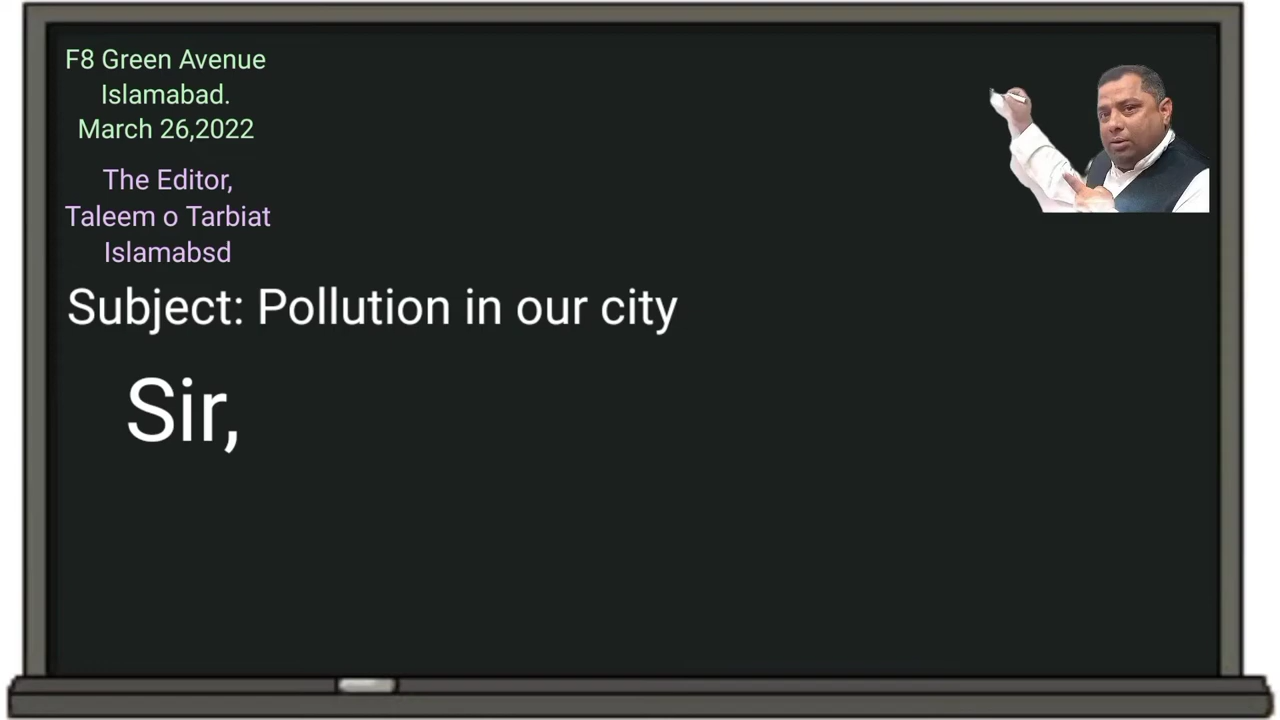 F8 Green Avenue
Islamabad.
March 26,2022
The Editor,
Taleem o Tarbiat
Islamabsd
Subject: Pollution in our city
Sir,